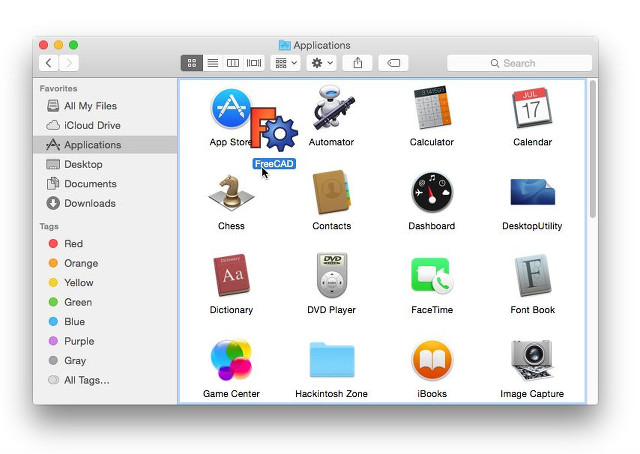 Applications
Search
Favorites
All My Files
iCloud Drive
Applications
Desktop
Documents
Downloads
Tags
Red
Orange
Yellow
Green
Blue
Purple
Gray
All Tags...
JUL
17
App Store
Automator
Calculator
Calendar
FreeCAD
Chess
Contacts
Dashboard
DesktopUtility
Dictionary
Aa
DVD
F
Dictionary
DVD Player
FaceTime
Font Book
Game Center
Hackintosh Zone
iBooks
Image Capture